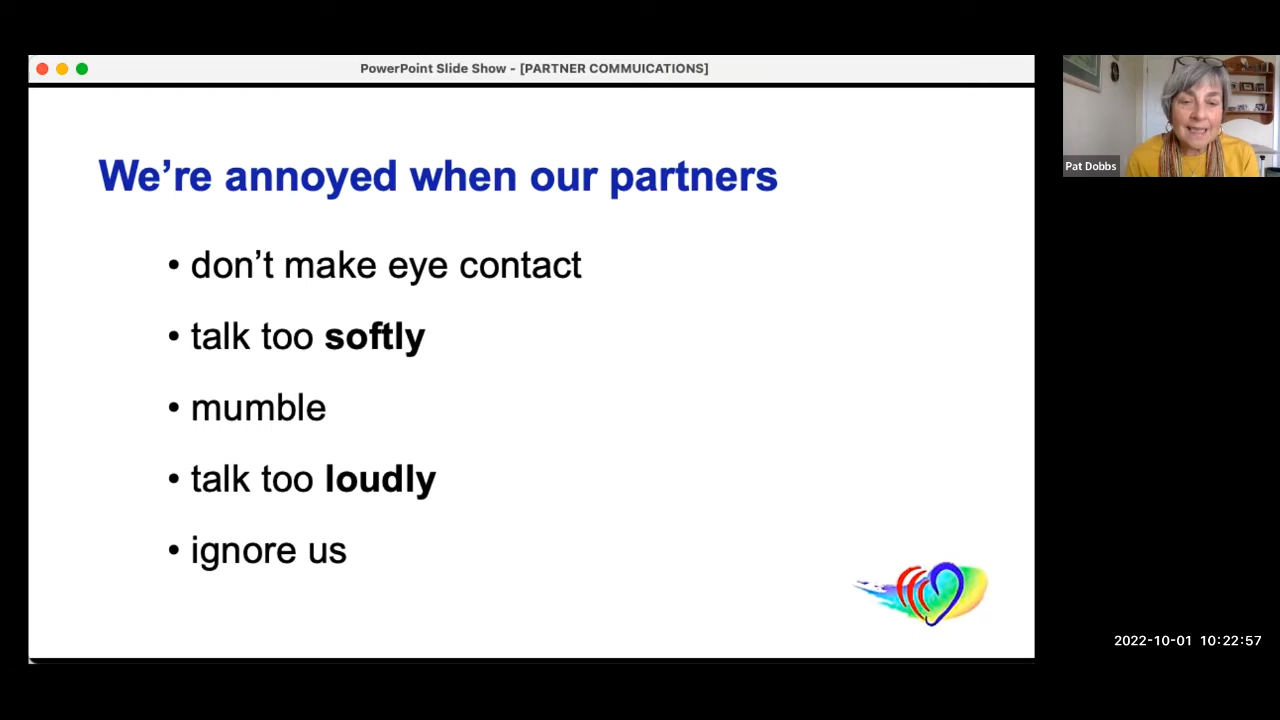 PowerPoint Slide Show - [PARTNER COMMUICATIONS]
We’re annoyed when our partners
• don’t make eye contact
• talk too softly
• mumble
• talk too loudly
• ignore us
Pat Dobbs
2022-10-01 10:22:57